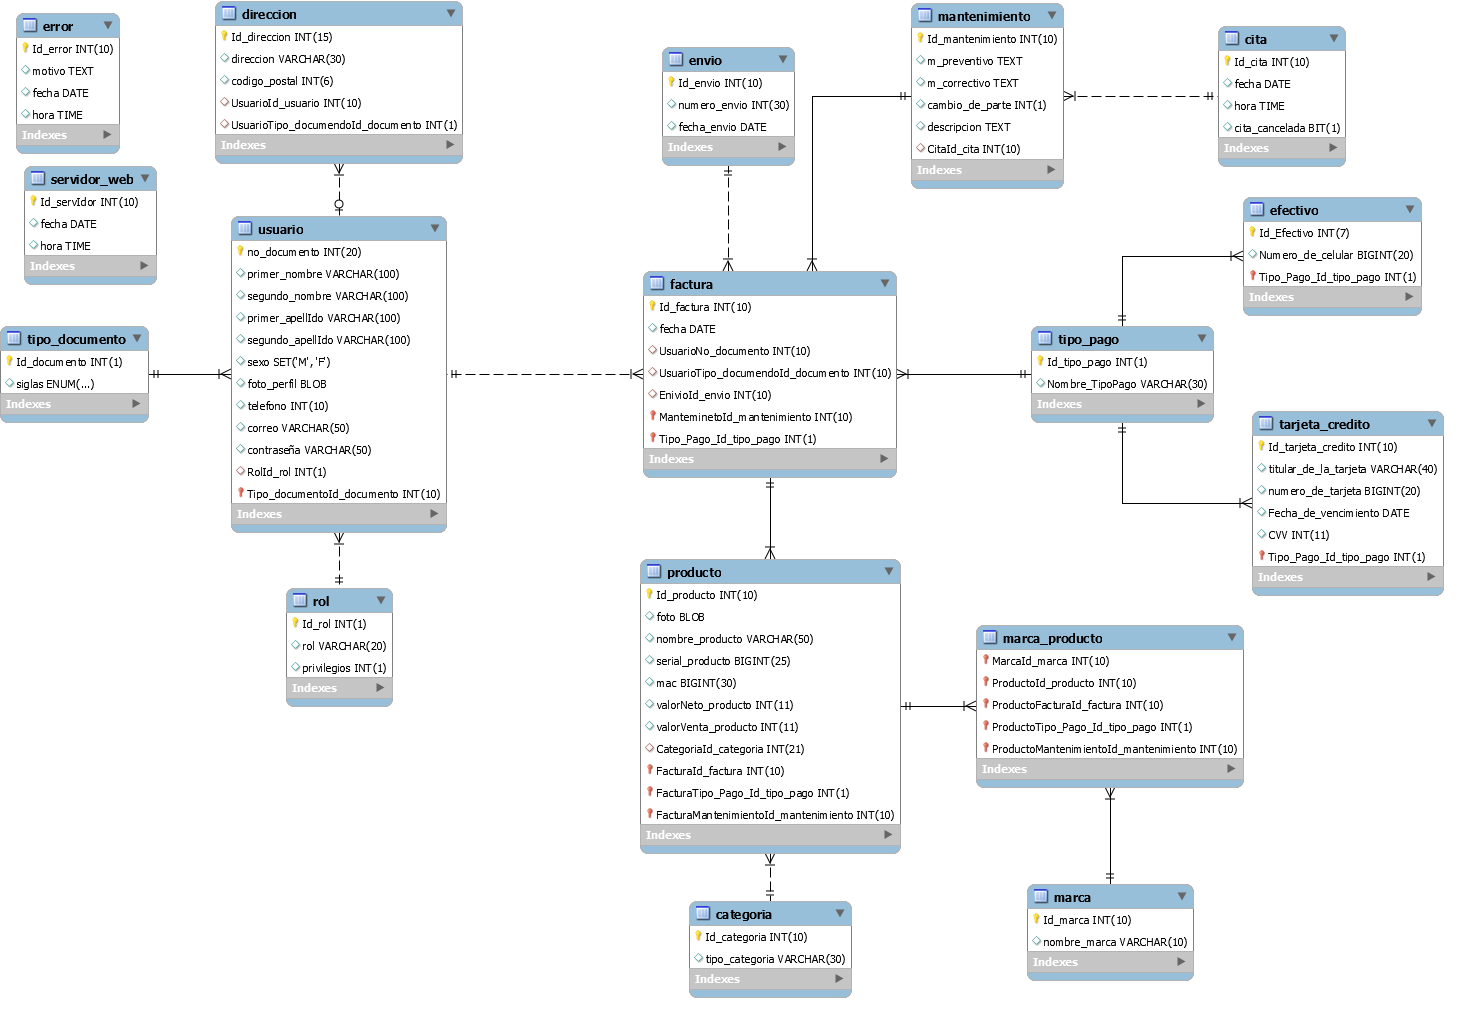 error
Id_error INT(10)
motivo TEXT
fecha DATE
hora TIME
Indexes
servidor_web
Id_servIdor INT(10)
fecha DATE
hora TIME
Indexes
tipo_documento
Id_documento INT(1)
siglas ENUM(...)
Indexes
direccion
Id_direccion INT(15)
direccion VARCHAR(30)
codigo_postal INT(6)
UsuarioId_usuario INT(10)
UsuarioTipo_documendoId_documento INT(1)
Indexes
usuario
no_documento INT(20)
primer_nombre VARCHAR(100)
segundo_nombre VARCHAR(100)
primer_apellIdo VARCHAR(100)
segundo_apellIdo VARCHAR(100)
sexo SET('M','F')
foto_perfil BLOB
telefono INT(10)
correo VARCHAR(50)
contraseña VARCHAR(50)
RolId_rol INT(1)
Tipo_documentoId_documento INT(10)
Indexes
rol
Id_rol INT(1)
rol VARCHAR(20)
privilegios INT(1)
Indexes
envio
Id_envio INT(10)
numero_envio INT(30)
fecha_envio DATE
Indexes
factura
Id_factura INT(10)
fecha DATE
UsuarioNo_documento INT(10)
UsuarioTipo_documendoId_documento INT(10)
EnivioId_envio INT(10)
ManteminetoId_mantenimiento INT(10)
Tipo_Pago_Id_tipo_pago INT(1)
Indexes
producto
Id_producto INT(10)
foto BLOB
nombre_producto VARCHAR(50)
serial_producto BIGINT(25)
mac BIGINT(30)
valorNeto_producto INT(11)
valorVenta_producto INT(11)
CategoriaId_categoria INT(21)
FacturaId_factura INT(10)
FacturaTipo_Pago_Id_tipo_pago INT(1)
FacturaMantenimientoId_mantenimiento INT(10)
Indexes
categoria
Id_categoria INT(10)
tipo_categoria VARCHAR(30)
Indexes
mantenimiento
Id_mantenimiento INT(10)
m_preventivo TEXT
m_correctivo TEXT
cambio_de_parte INT(1)
descripcion TEXT
CitaId_cita INT(10)
Indexes
cita
Id_cita INT(10)
fecha DATE
hora TIME
cita_cancelada BIT(1)
Indexes
efectivo
Id_Efectivo INT(7)
Numero_de_celular BIGINT(20)
Tipo_Pago_Id_tipo_pago INT(1)
Indexes
tipo_pago
Id_tipo_pago INT(1)
Nombre_TipoPago VARCHAR(30)
Indexes
tarjeta_credito
Id_tarjeta_credito INT(10)
titular_de_la_tarjeta VARCHAR(40)
numero_de_tarjeta BIGINT(20)
Fecha_de_vencimiento DATE
CVV INT(11)
Tipo_Pago_Id_tipo_pago INT(1)
Indexes
marca_producto
MarcaId_marca INT(10)
ProductoId_producto INT(10)
ProductoFacturaId_factura INT(10)
ProductoTipo_Pago_Id_tipo_pago INT(1)
ProductoMantenimientoId_mantenimiento INT(10)
Indexes
marca
Id_marca INT(10)
nombre_marca VARCHAR(10)
Indexes